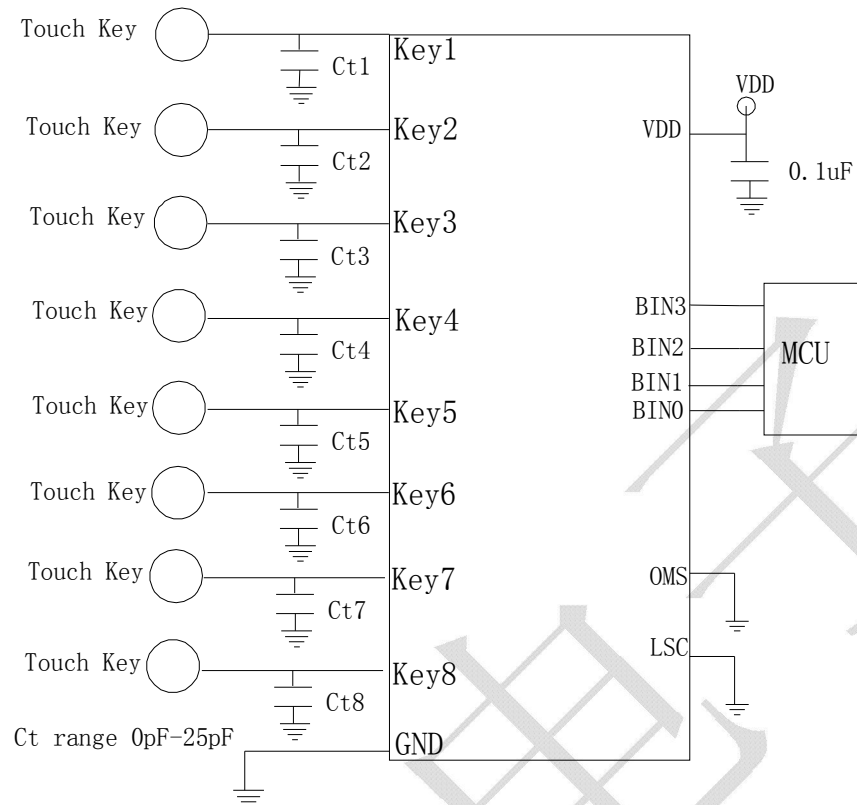 Touch Key
Key1
Ct1
VDD
Touch Key
Key2
Ct2
VDD
0.1uF
Touch Key
Key3
Ct3
Touch Key
Key4
Ct4
BIN3
BIN2
BIN1
BIN0
MCU
Touch Key
Key5
Ct5
Touch Key
Key6
Ct6
Touch Key
Key7
Ct7
OMS
Touch Key
Key8
Ct8
LSC
Ct range 0pF-25pF
GND